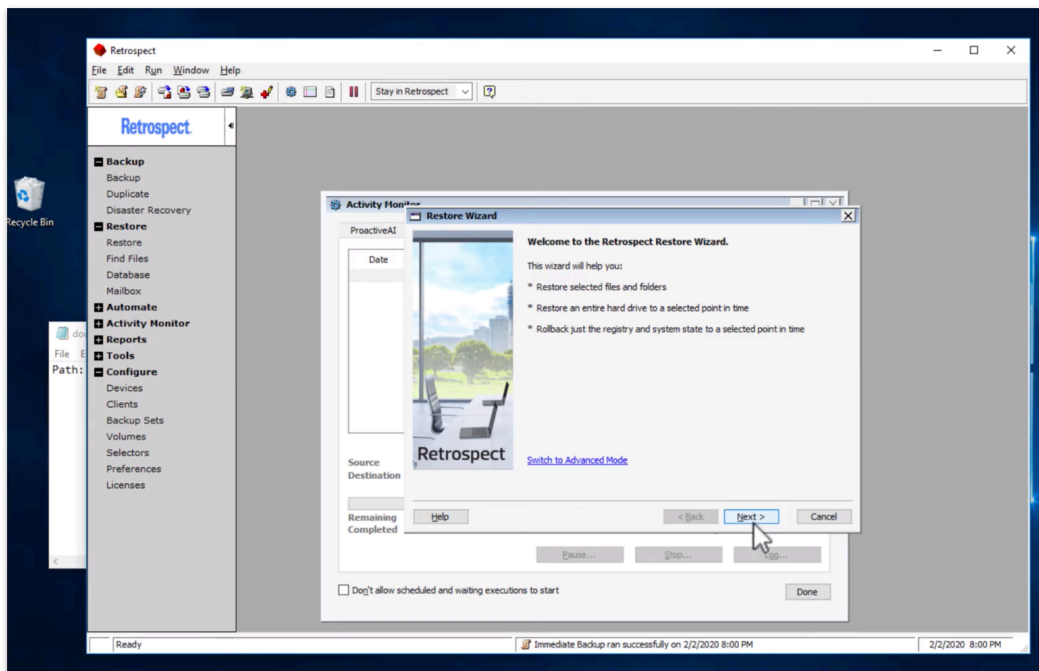 Retrospect
File Edit Run Window Help
Stay in Retrospect
Retrospect
Backup
Backup
Duplicate
Disaster Recovery
Restore
Restore
Find Files
Database
Mailbox
Automate
Activity Monitor
Reports
Tools
Configure
Devices
Clients
Backup Sets
Volumes
Selectors
Preferences
Licenses
Recycle Bin
File
Path:
Activity Monitor
ProactiveAI
Date
Source
Destination
Remaining
Completed
Pause... Stop... Log...
Don't allow scheduled and waiting executions to start
Done
Restore Wizard
Welcome to the Retrospect Restore Wizard.
This wizard will help you:
* Restore selected files and folders
* Restore an entire hard drive to a selected point in time
* Rollback just the registry and system state to a selected point in time
Retrospect
Switch to Advanced Mode
Help < Back Next > Cancel
Ready
Immediate Backup ran successfully on 2/2/2020 8:00 PM
2/2/2020 8:00 PM